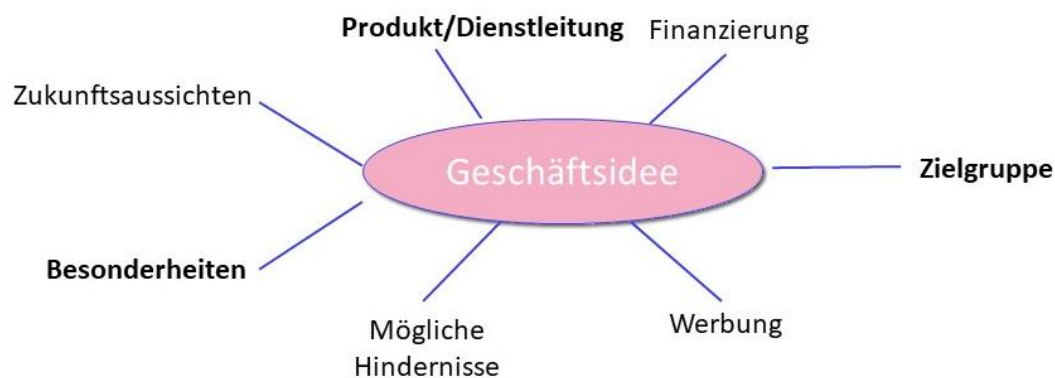 Produkt/Dienstleitung
Finanzierung
Zukunftsaussichten
Geschäftsidee
Zielgruppe
Besonderheiten
Mögliche
Hindernisse
Werbung